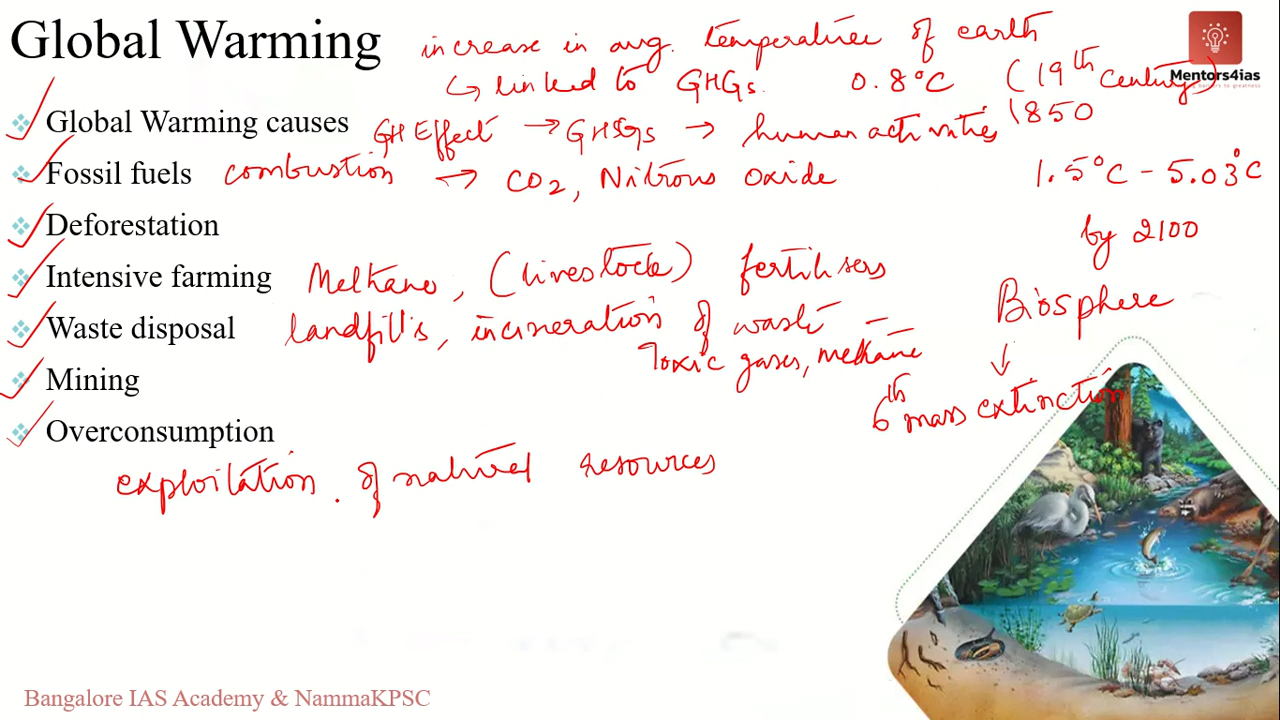 Global Warming increase in avg. temperature of earth
↳ linked to GHGs. 0.8°C (19th century)
Mentors4ias
Global Warming causes GH Effect → GHGs → human activities 1850
Fossil fuels combustion → CO2, Nitrous oxide 1.5°C - 5.03°C
Deforestation by 2100
Intensive farming Methane, (livestock) fertilisers
Biosphere
Waste disposal landfills, incineration of waste –
Toxic gases, methane
Mining
6th mass extinction
Overconsumption
exploitation of natural resources
Bangalore IAS Academy & NammaKPSC